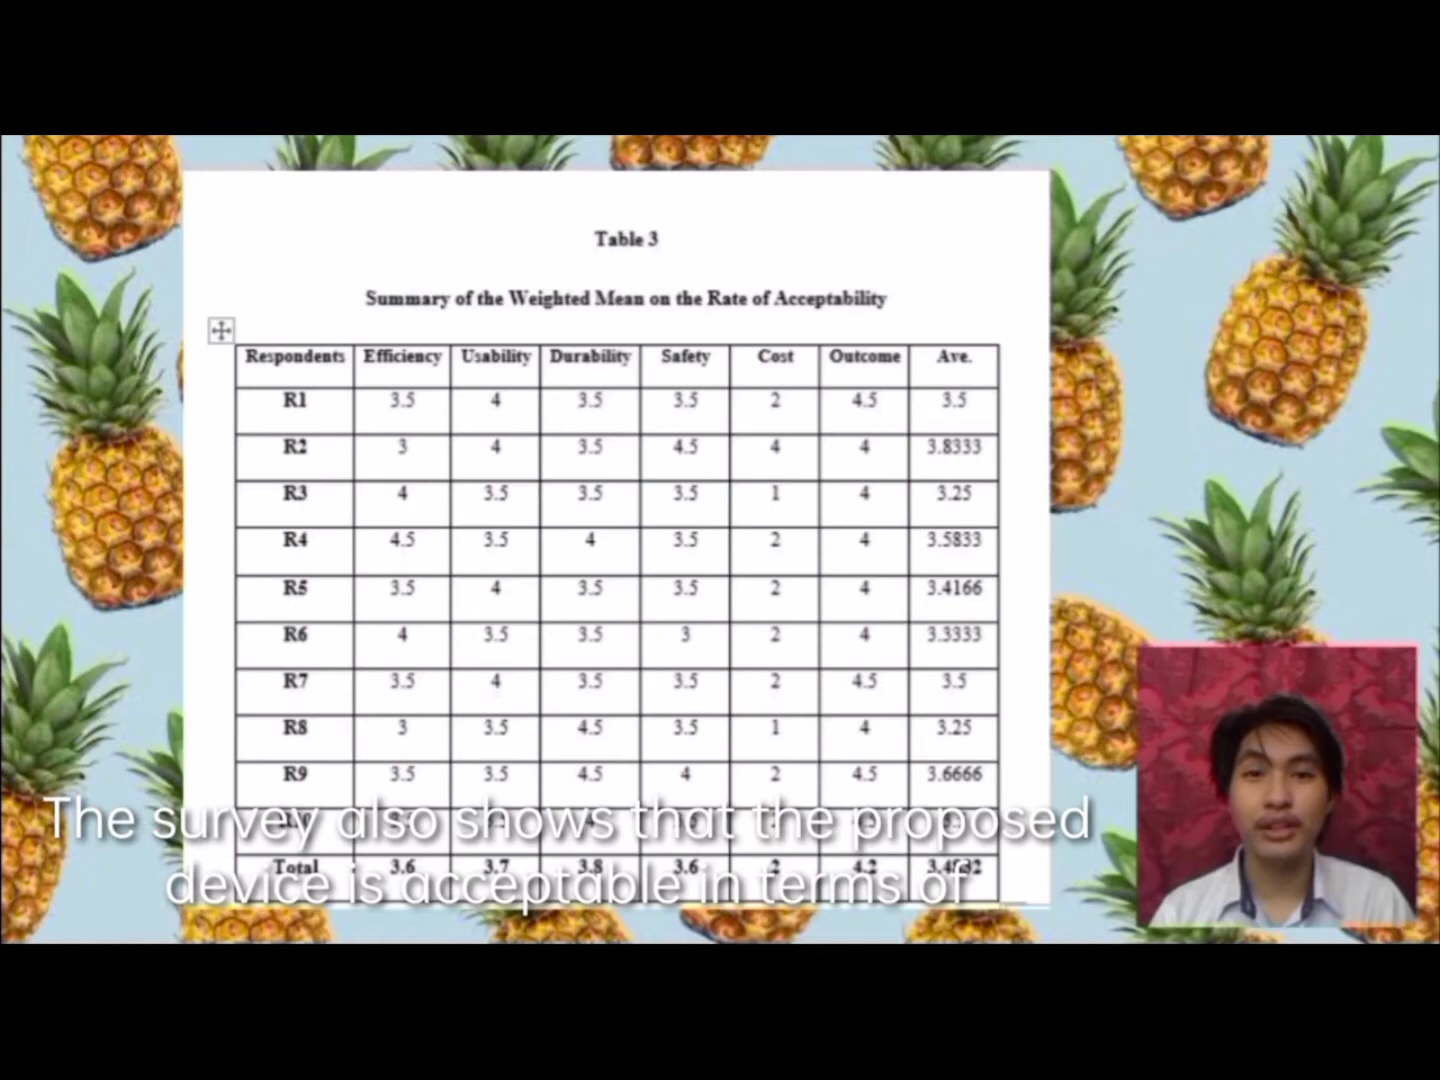 Table 3
Summary of the Weighted Mean on the Rate of Acceptability
Respondents Efficiency Usability Durability Safety Cost Outcome Ave.
R1 3.5 4 3.5 3.5 2 4.5 3.5
R2 3 4 3.5 4.5 4 4 3.8333
R3 4 3.5 3.5 3.5 1 4 3.25
R4 4.5 3.5 4 3.5 2 4 3.5833
R5 3.5 4 3.5 3.5 2 4 3.4166
R6 4 3.5 3.5 3 2 4 3.3333
R7 3.5 4 3.5 3.5 2 4.5 3.5
R8 3 3.5 4.5 3.5 1 4 3.25
R9 3.5 3.5 4.5 4 2 4.5 3.6666
The survey also shows that the proposed
Total 3.6 3.7 3.8 3.6 2 4.2
device is acceptable in terms of